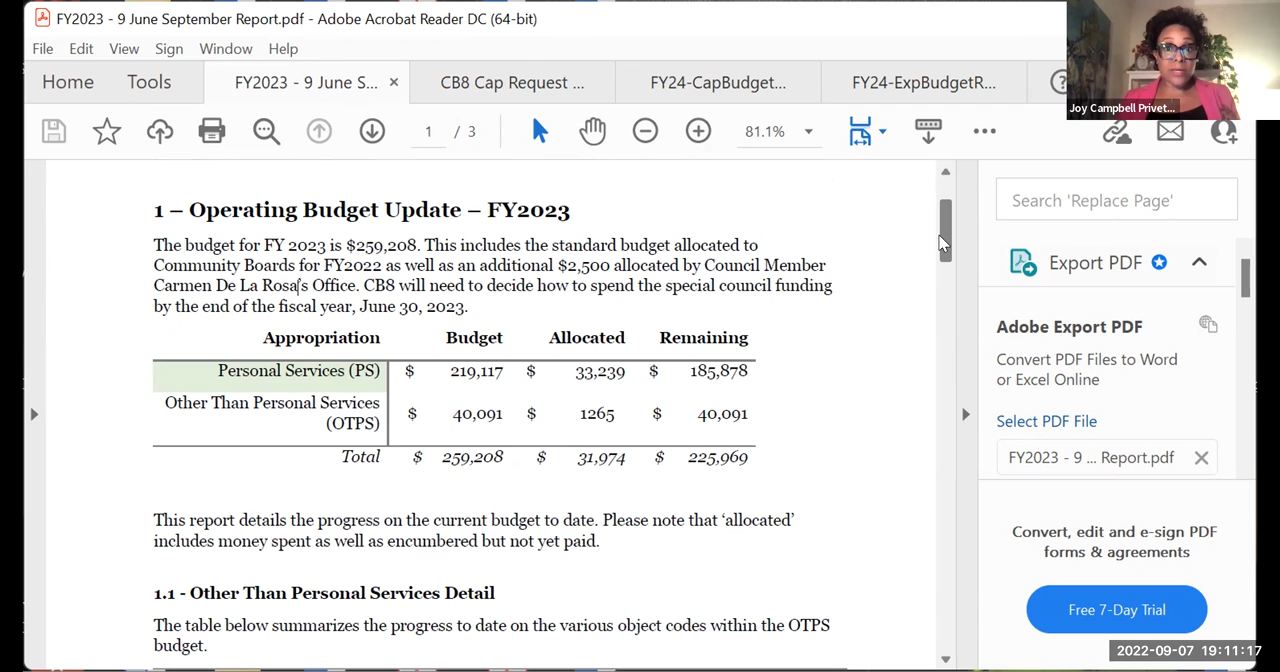 FY2023 - 9 June September Report.pdf - Adobe Acrobat Reader DC (64-bit)
File Edit View Sign Window Help
Home Tools FY2023 - 9 June S... × CB8 Cap Request ... FY24-CapBudget... FY24-ExpBudgetR...
Joy Campbell Privet...
1 / 3 81.1%
1 – Operating Budget Update – FY2023
The budget for FY 2023 is $259,208. This includes the standard budget allocated to
Community Boards for FY2022 as well as an additional $2,500 allocated by Council Member
Carmen De La Rosa's Office. CB8 will need to decide how to spend the special council funding
by the end of the fiscal year, June 30, 2023.
Appropriation Budget Allocated Remaining
Personal Services (PS) $ 219,117 $ 33,239 $ 185,878
Other Than Personal Services
(OTPS) $ 40,091 $ 1265 $ 40,091
Total $ 259,208 $ 31,974 $ 225,969
This report details the progress on the current budget to date. Please note that ‘allocated’
includes money spent as well as encumbered but not yet paid.
1.1 - Other Than Personal Services Detail
The table below summarizes the progress to date on the various object codes within the OTPS
budget.
Search 'Replace Page'
Export PDF
Adobe Export PDF
Convert PDF Files to Word
or Excel Online
Select PDF File
FY2023 - 9 ... Report.pdf
Convert, edit and e-sign PDF
forms & agreements
Free 7-Day Trial
2022-09-07 19:11:17